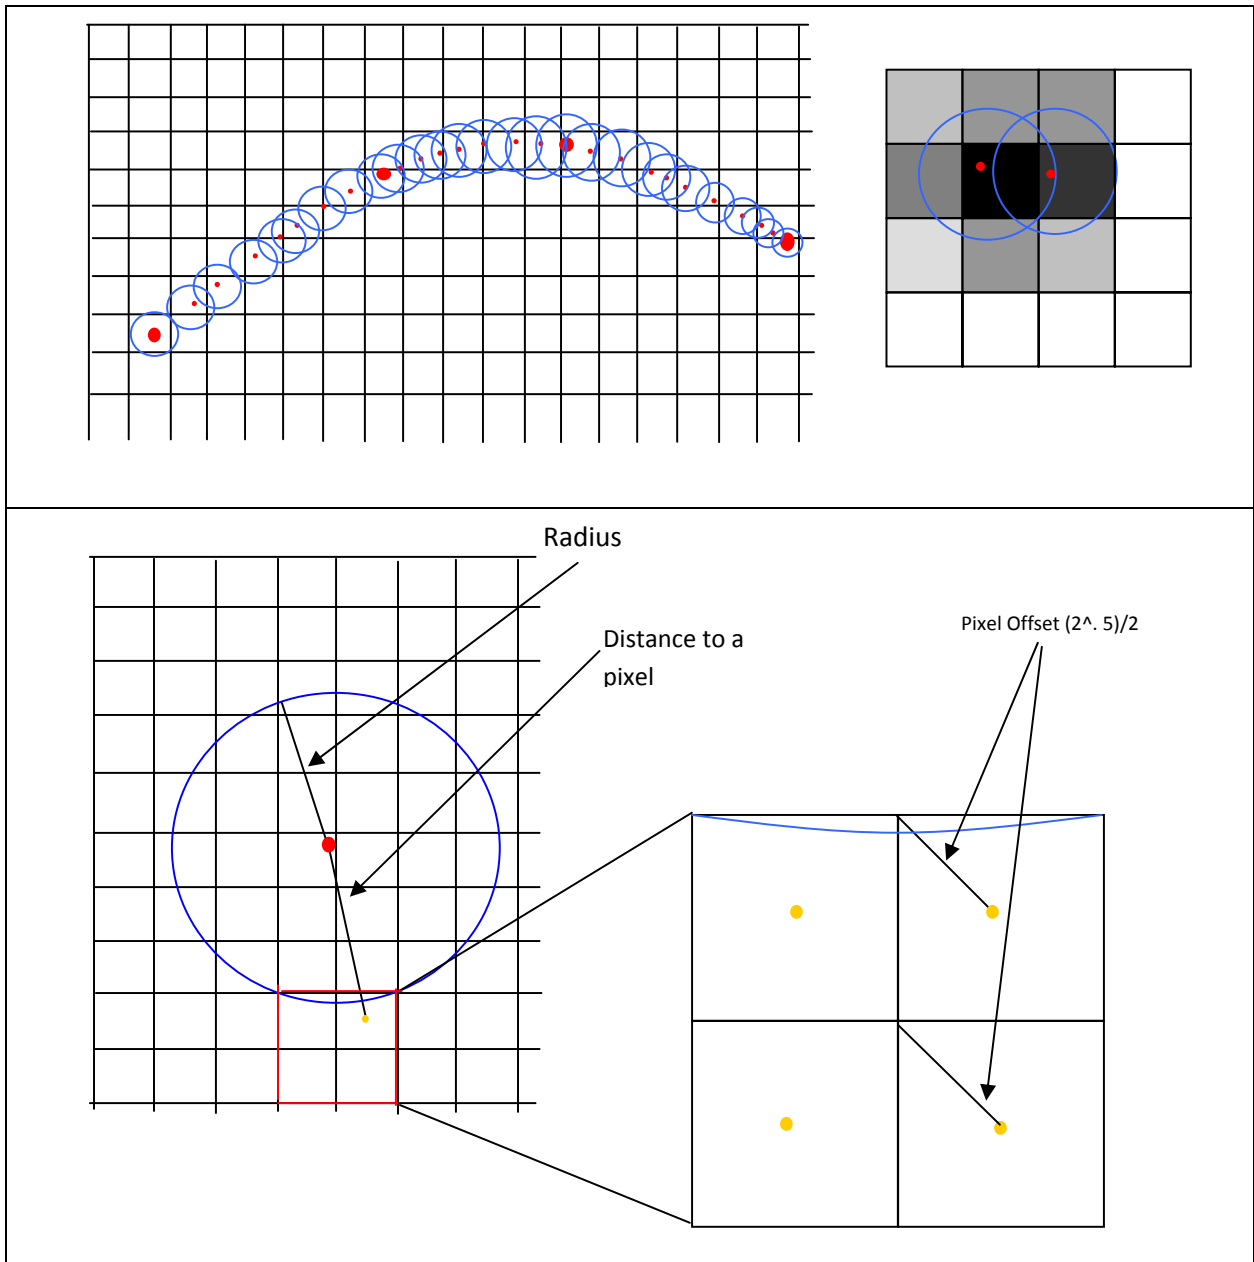 Radius
Distance to a
pixel
Pixel Offset (2^. 5)/2